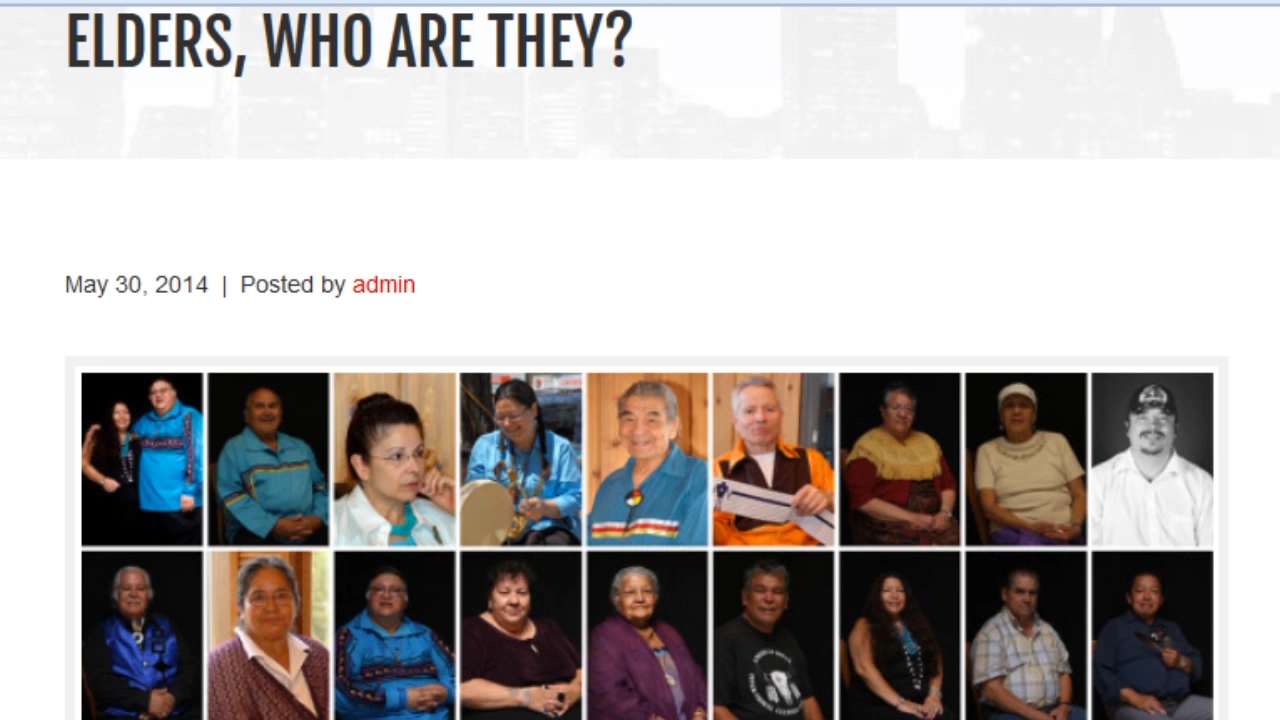 ELDERS, WHO ARE THEY?
May 30, 2014 | Posted by admin